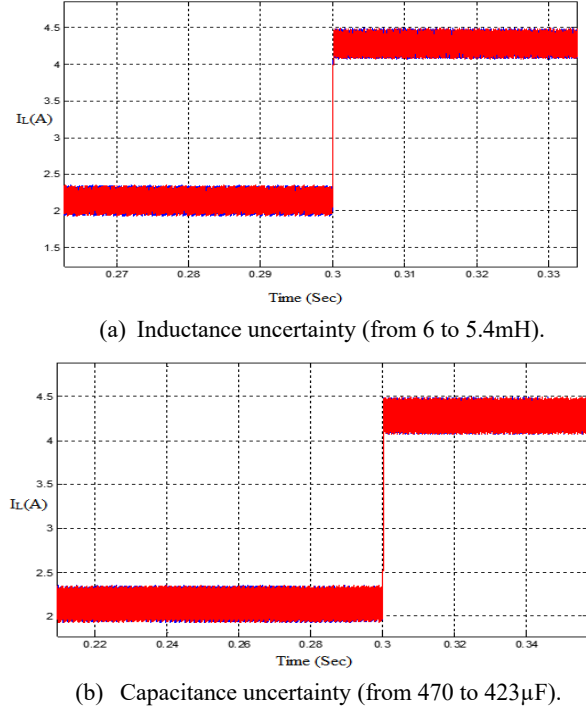 4.5
4
3.5
I_L(A)
3
2.5
2
1.5
0.27 0.28 0.29 0.3 0.31 0.32 0.33
Time (Sec)
(a) Inductance uncertainty (from 6 to 5.4mH).
4.5
4
3.5
I_L(A)
3
2.5
2
0.22 0.24 0.26 0.28 0.3 0.32 0.34
Time (Sec)
(b) Capacitance uncertainty (from 470 to 423µF).